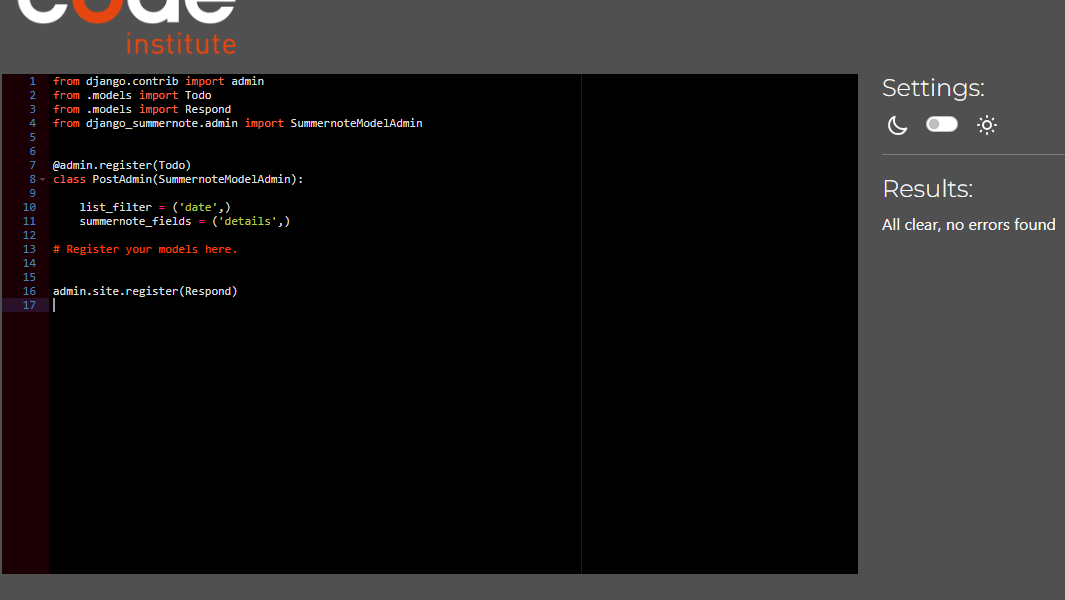 code
institute
1 from django.contrib import admin
2 from .models import Todo
3 from .models import Respond
4 from django_summernote.admin import SummernoteModelAdmin
5
6
7 @admin.register(Todo)
8 class PostAdmin(SummernoteModelAdmin):
9
10 list_filter = ('date',)
11 summernote_fields = ('details',)
12
13 # Register your models here.
14
15
16 admin.site.register(Respond)
17
Settings:
Results:
All clear, no errors found